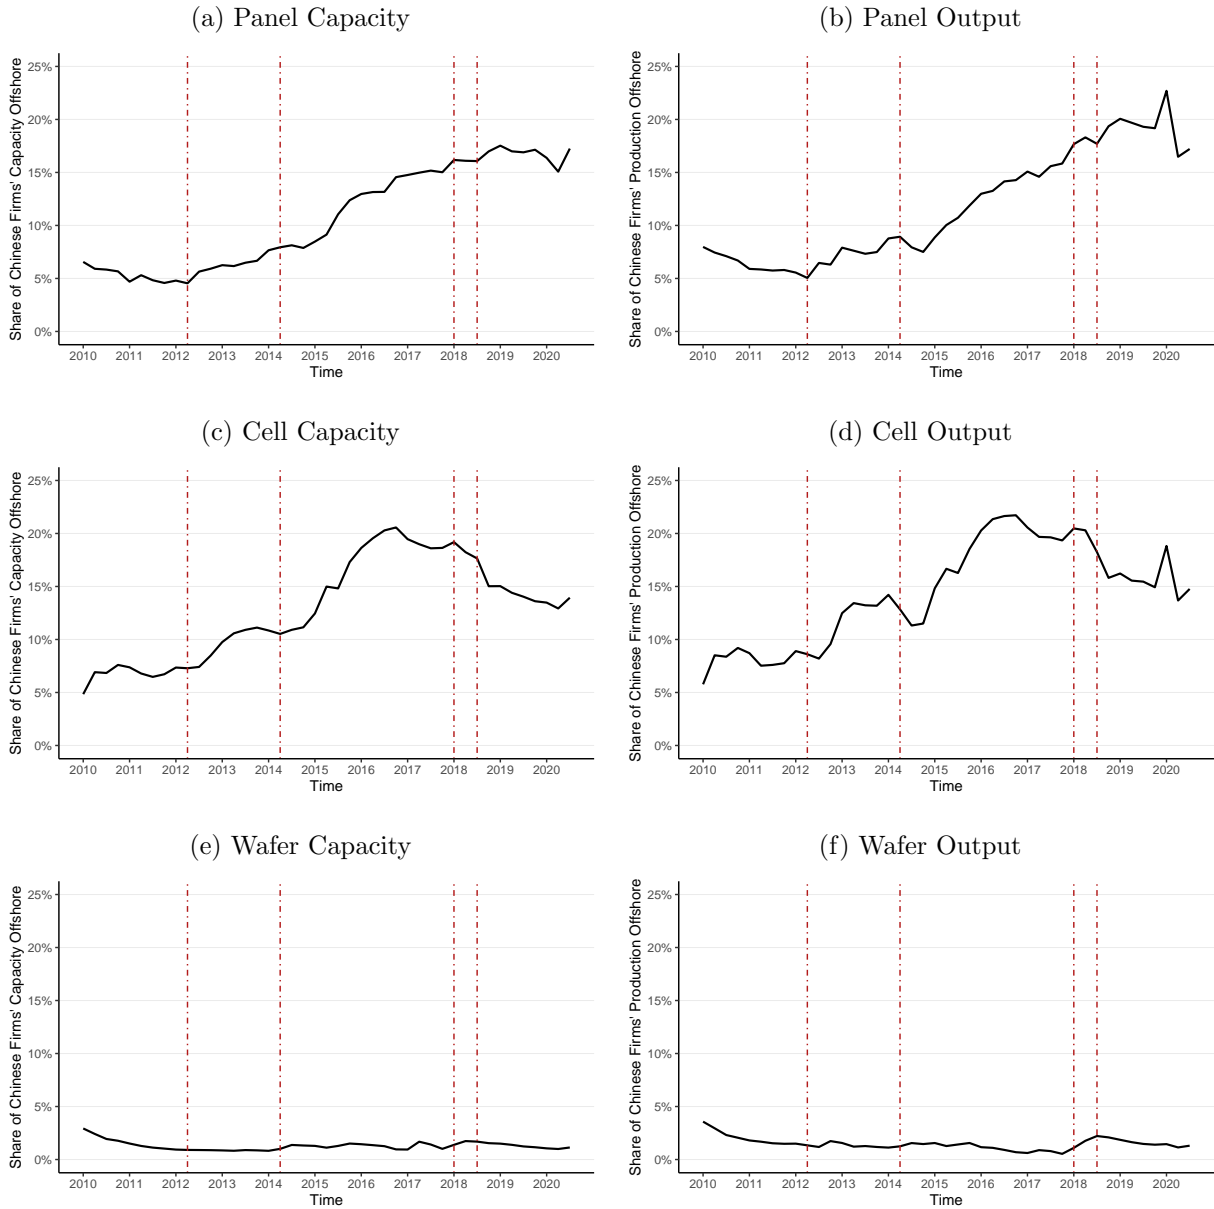 (a) Panel Capacity
Share of Chinese Firms' Capacity Offshore
25%
20%
15%
10%
5%
0%
2010 2011 2012 2013 2014 2015 2016 2017 2018 2019 2020
Time
(b) Panel Output
Share of Chinese Firms' Production Offshore
25%
20%
15%
10%
5%
0%
2010 2011 2012 2013 2014 2015 2016 2017 2018 2019 2020
Time
(c) Cell Capacity
Share of Chinese Firms' Capacity Offshore
25%
20%
15%
10%
5%
0%
2010 2011 2012 2013 2014 2015 2016 2017 2018 2019 2020
Time
(d) Cell Output
Share of Chinese Firms' Production Offshore
25%
20%
15%
10%
5%
0%
2010 2011 2012 2013 2014 2015 2016 2017 2018 2019 2020
Time
(e) Wafer Capacity
Share of Chinese Firms' Capacity Offshore
25%
20%
15%
10%
5%
0%
2010 2011 2012 2013 2014 2015 2016 2017 2018 2019 2020
Time
(f) Wafer Output
Share of Chinese Firms' Production Offshore
25%
20%
15%
10%
5%
0%
2010 2011 2012 2013 2014 2015 2016 2017 2018 2019 2020
Time